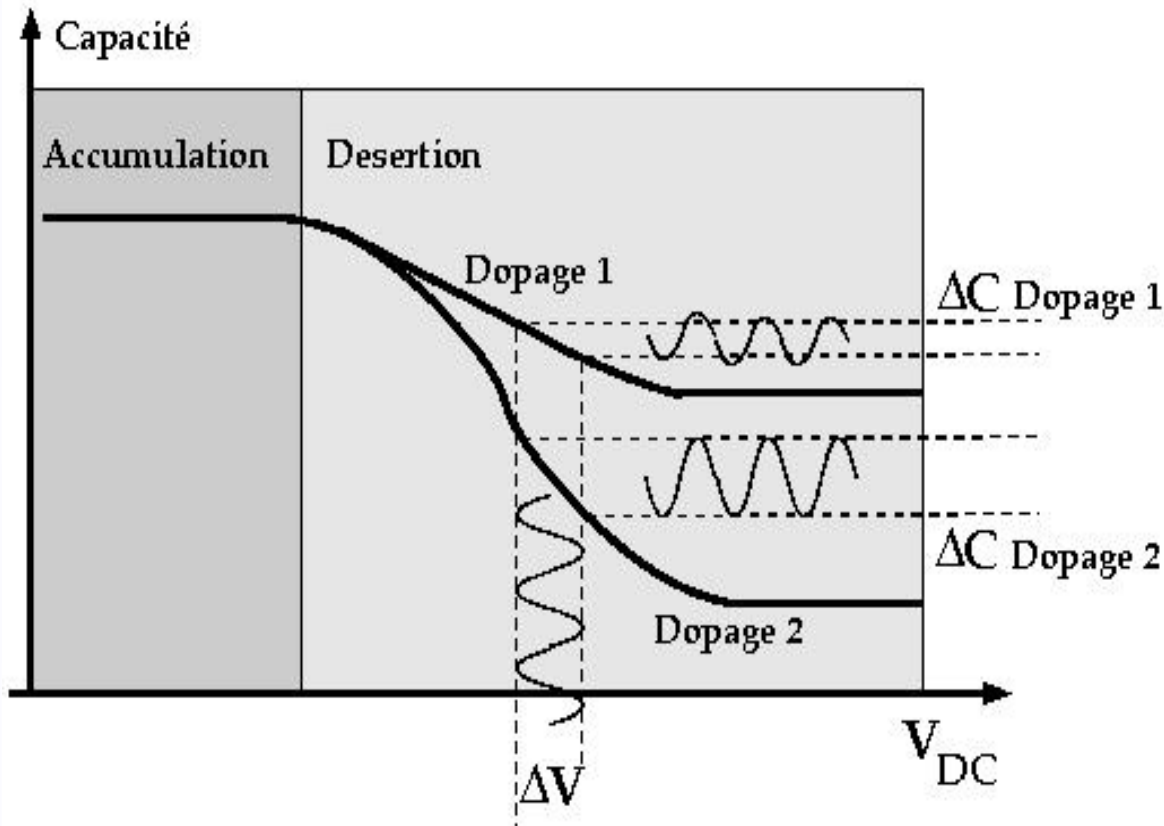 Capacité
Accumulation
Desertion
Dopage 1
ΔC Dopage 1
ΔC Dopage 2
Dopage 2
V DC
ΔV